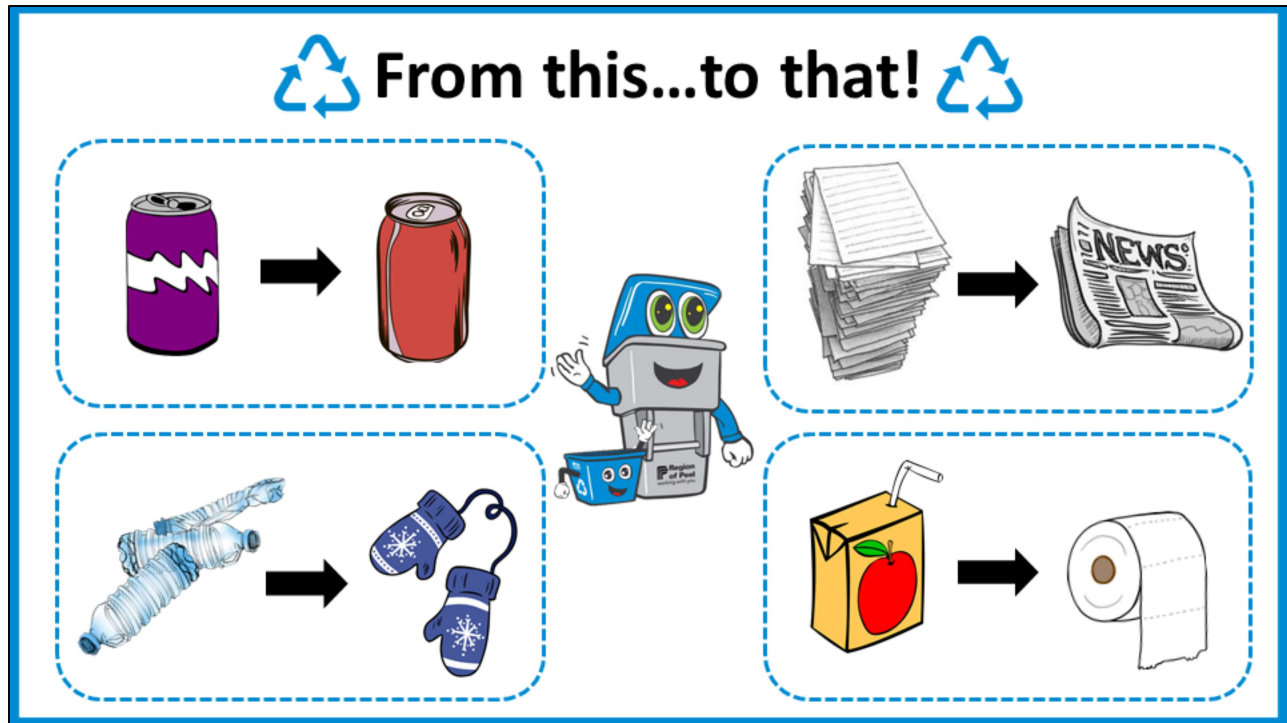 From this...to that!
NEWS
Region
of Peel
working with you